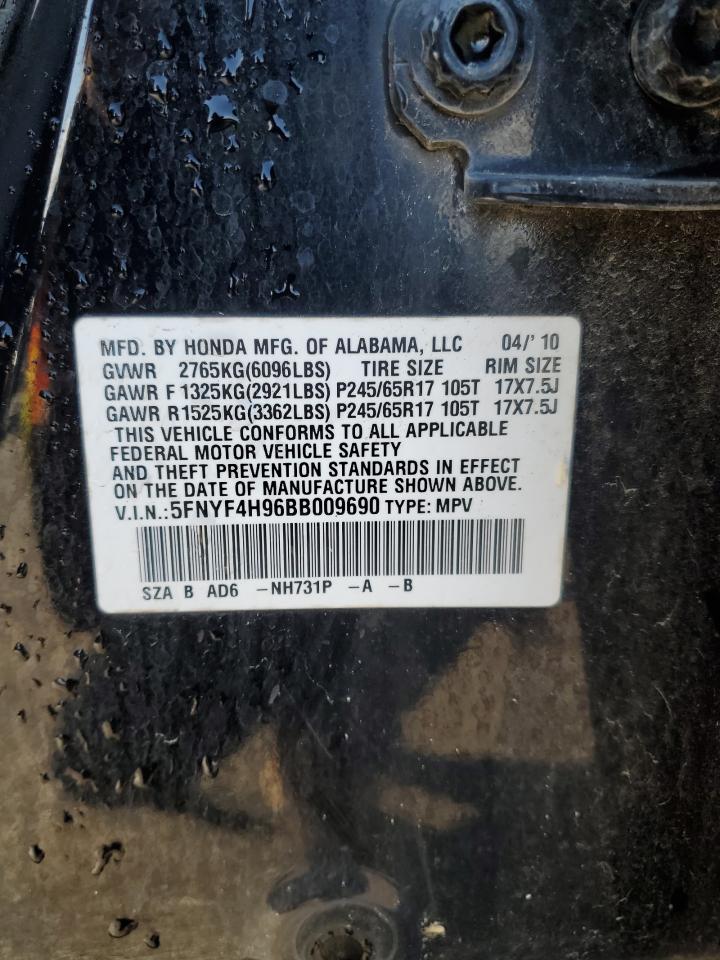 MFD. BY HONDA MFG. OF ALABAMA, LLC 04/' 10
GVWR 2765KG(6096LBS) TIRE SIZE RIM SIZE
GAWR F 1325KG(2921LBS) P245/65R17 105T 17X7.5J
GAWR R1525KG(3362LBS) P245/65R17 105T 17X7.5J
THIS VEHICLE CONFORMS TO ALL APPLICABLE
FEDERAL MOTOR VEHICLE SAFETY
AND THEFT PREVENTION STANDARDS IN EFFECT
ON THE DATE OF MANUFACTURE SHOWN ABOVE.
V.I.N.:5FNYF4H96BB009690 TYPE: MPV
SZA B AD6 -NH731P -A -B